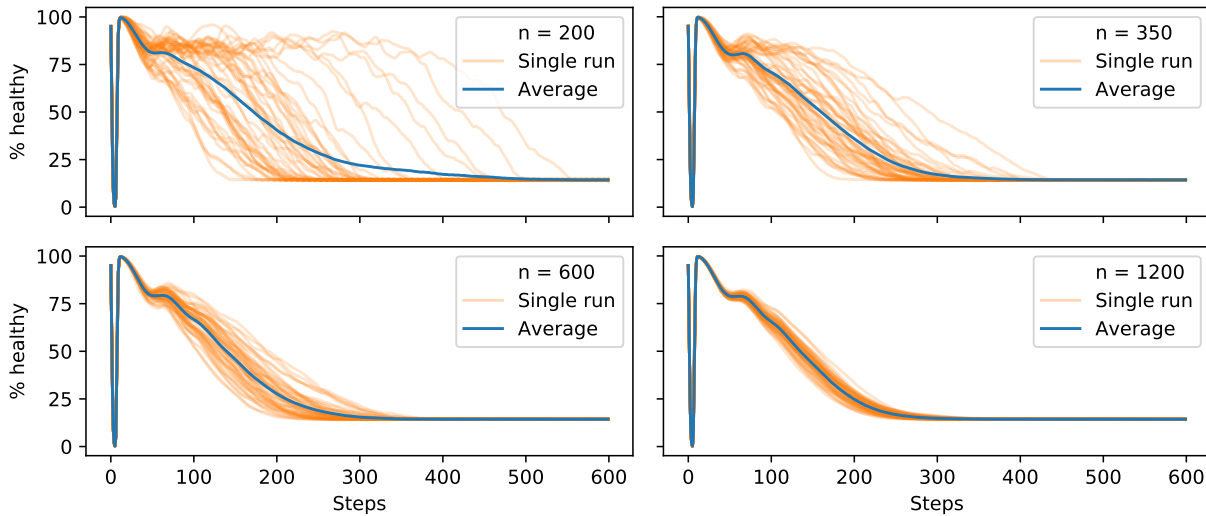 100
75
50
25
0
% healthy
n = 200
Single run
Average
n = 350
Single run
Average
100
75
50
25
0
% healthy
n = 600
Single run
Average
0 100 200 300 400 500 600
Steps
n = 1200
Single run
Average
0 100 200 300 400 500 600
Steps